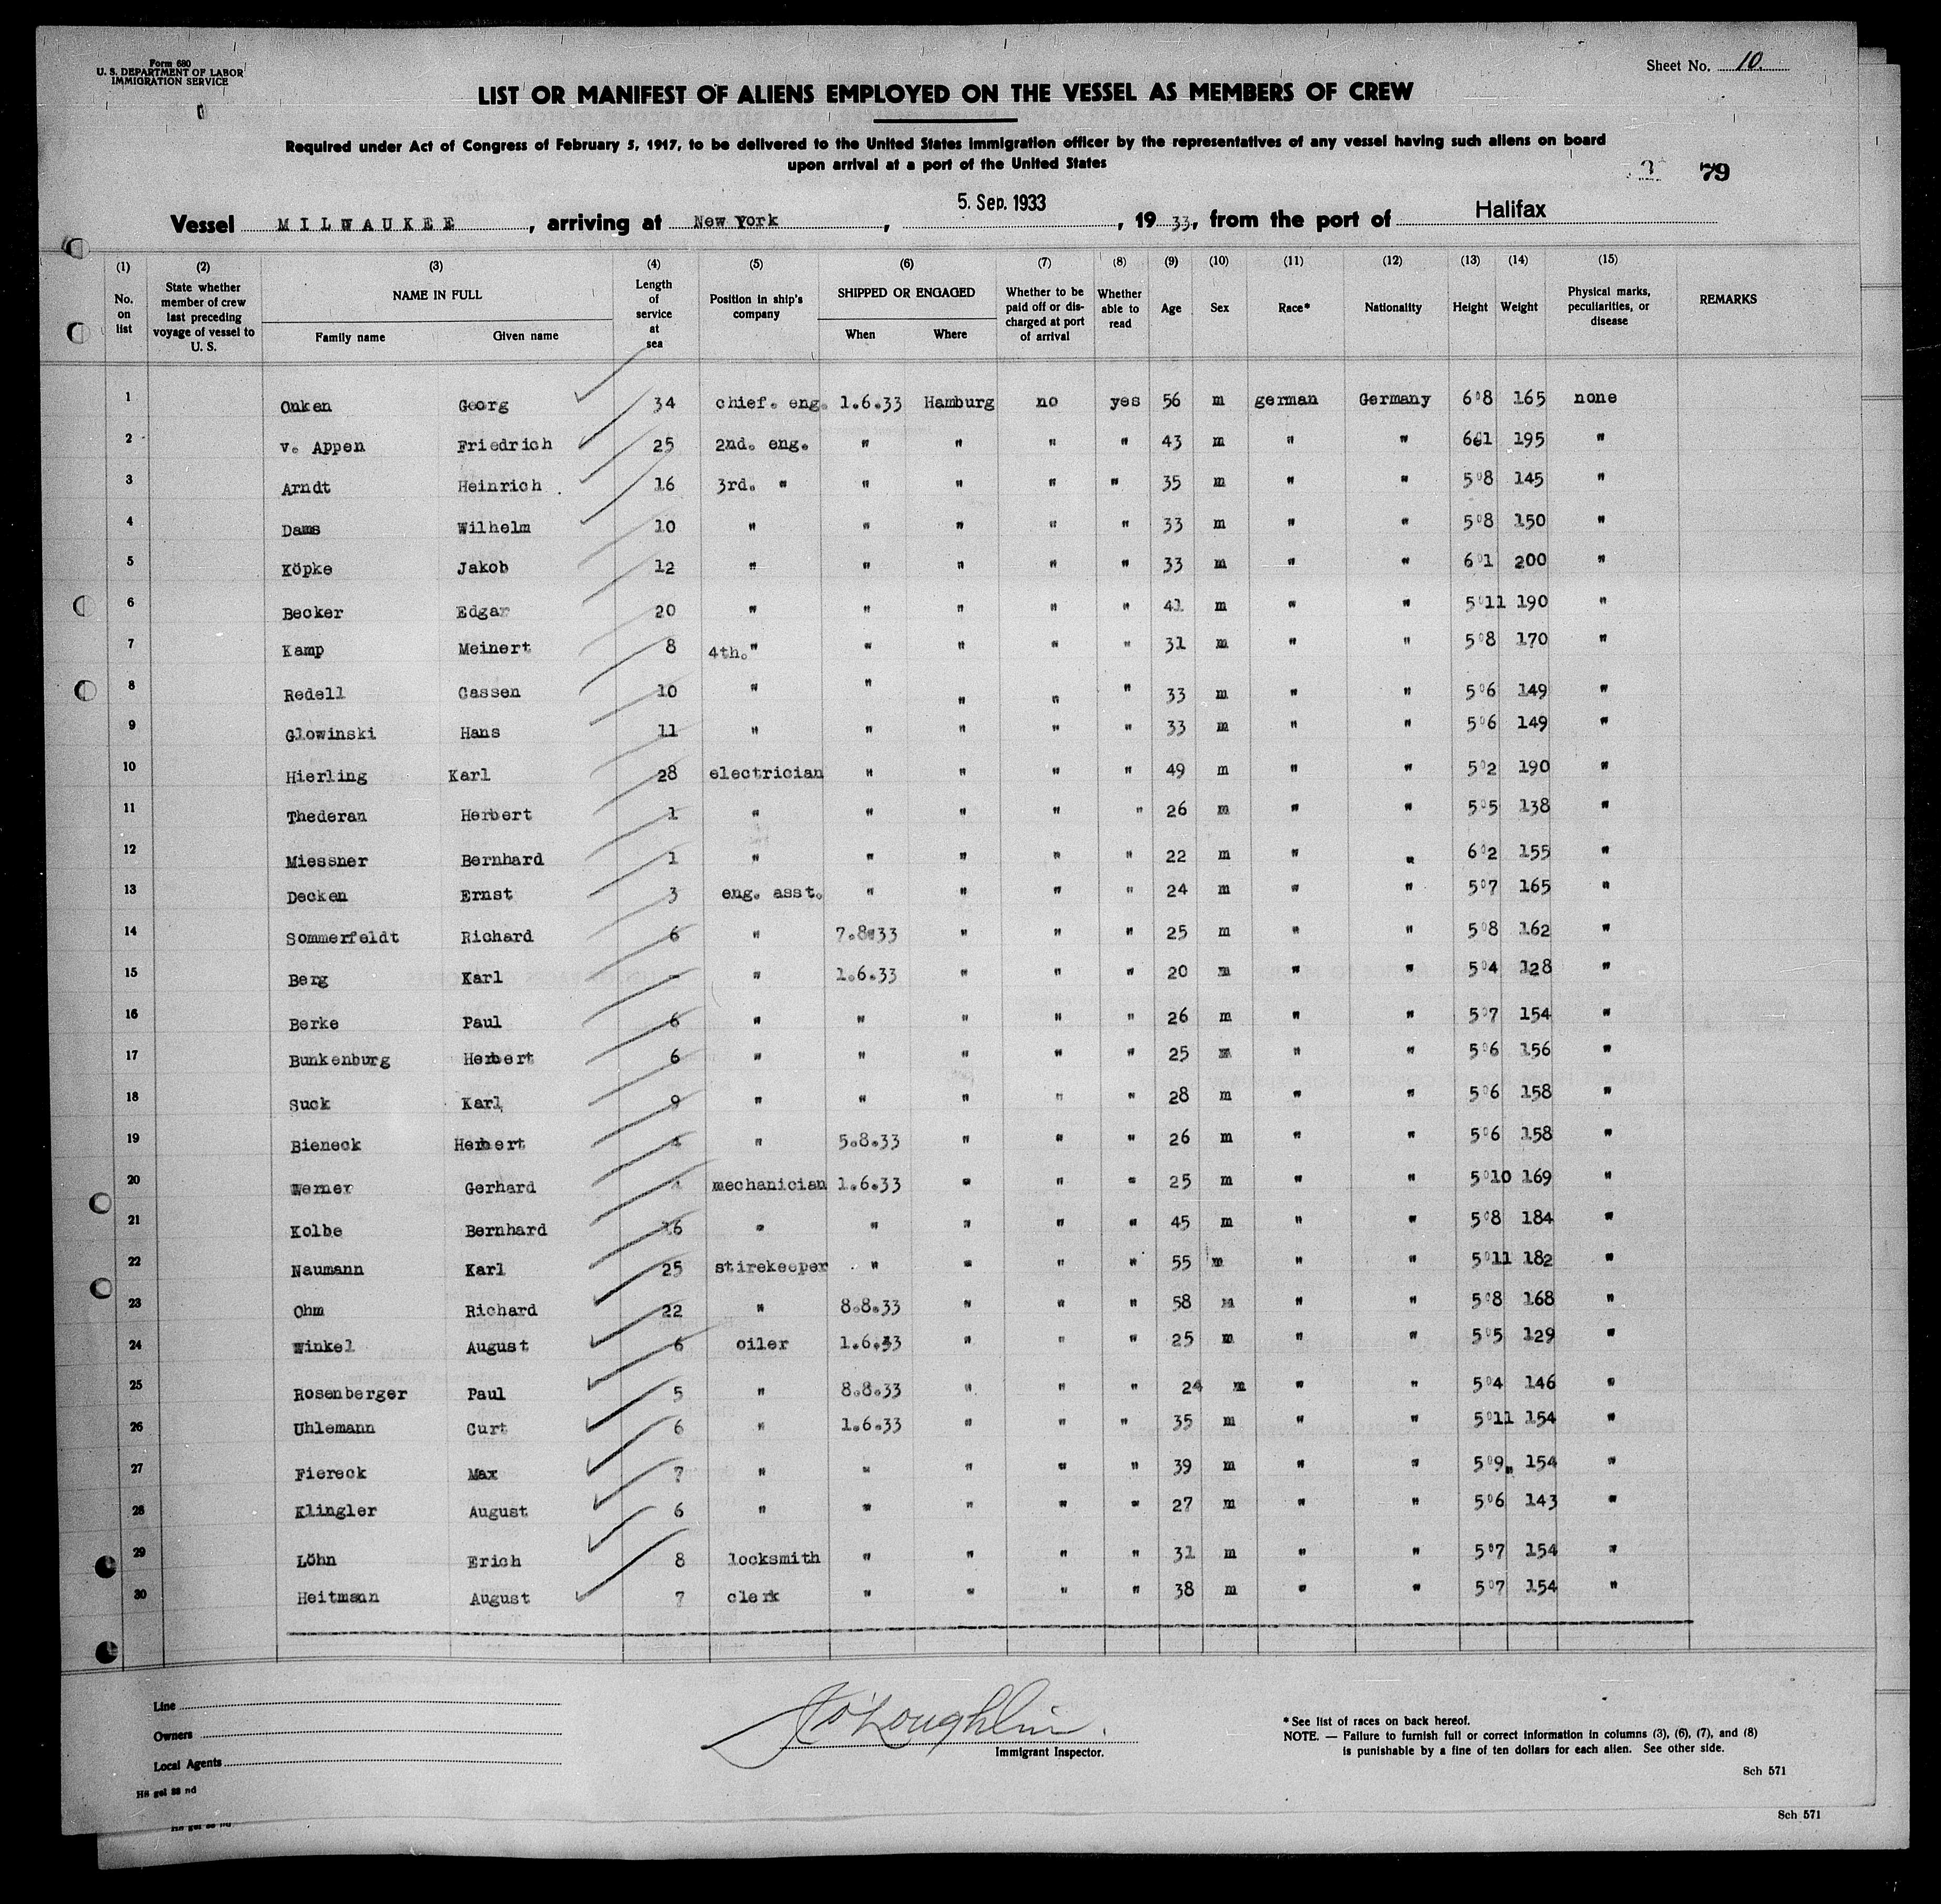 Form 680
U. S. DEPARTMENT OF LABOR
IMMIGRATION SERVICE
Sheet No. 10.
LIST OR MANIFEST OF ALIENS EMPLOYED ON THE VESSEL AS MEMBERS OF CREW
Required under Act of Congress of February 5, 1917, to be delivered to the United States immigration officer by the representatives of any vessel having such aliens on board
upon arrival at a port of the United States
79
Vessel MILWAUKEE, arriving at New York, 5. Sep. 1933, 19 33, from the port of Halifax
(1) (2) (3) (4) (5) (6) (7) (8) (9) (10) (11) (12) (13) (14) (15)
No. on list
State whether member of crew last preceding voyage of vessel to U. S.
NAME IN FULL
Family name Given name
Length of service at sea
Position in ship's company
SHIPPED OR ENGAGED
When Where
Whether to be paid off or discharged at port of arrival
Whether able to read
Age Sex Race* Nationality Height Weight
Physical marks, peculiarities, or disease
REMARKS
1 Onken Georg 34 chief. eng. 1.6.33 Hamburg no yes 56 m german Germany 6°8 165 none
2 v. Appen Friedrich 25 2nd. eng. " " " " 43 m " " 661 195 "
3 Arndt Heinrich 16 3rd. " " " " " 35 m " " 5°8 145 "
4 Dams Wilhelm 10 " " " " " 33 m " " 5°8 150 "
5 Köpke Jakob 12 " " " " " 33 m " " 6°1 200 "
6 Becker Edgar 20 " " " " " 41 m " " 5°11 190 "
7 Kamp Meinert 8 4th. " " " " " 31 m " " 5°8 170 "
8 Redell Gassen 10 " " " " " 33 m " " 5°6 149 "
9 Glowinski Hans 11 " " " " " 33 m " " 5°6 149 "
10 Hierling Karl 28 electrician " " " " 49 m " " 5°2 190 "
11 Thederan Herbert 1 " " " " " 26 m " " 5°5 138 "
12 Miessner Bernhard 1 " " " " " 22 m " " 6°2 155 "
13 Decken Ernst 3 eng. asst. " " " " 24 m " " 5°7 165 "
14 Sommerfeldt Richard 6 " 7.8.33 " " " 25 m " " 5°8 162 "
15 Berg Karl - " 1.6.33 " " " 20 m " " 5°4 128 "
16 Berke Paul 6 " " " " " 26 m " " 5°7 154 "
17 Bunkenburg Herbert 6 " " " " " 25 m " " 5°6 156 "
18 Suck Karl 9 " " " " " 28 m " " 5°6 158 "
19 Bieneck Herbert " 5.8.33 " " " 26 m " " 5°6 158 "
20 Werner Gerhard mechanician 1.6.33 " " " 25 m " " 5°10 169 "
21 Kolbe Bernhard 16 " " " " " 45 m " " 5°8 184 "
22 Naumann Karl 25 stirekeeper " " " " 55 m " " 5°11 182 "
23 Ohm Richard 22 " 8.8.33 " " " 58 m " " 5°8 168 "
24 Winkel August 6 oiler 1.6.33 " " " 25 m " " 5°5 129 "
25 Rosenberger Paul 5 " 8.8.33 " " " 24 m " " 5°4 146 "
26 Uhlemann Curt 6 " 1.6.33 " " " 35 m " " 5°11 154 "
27 Fiereck Max 7 " " " " " 39 m " " 5°9 154 "
28 Klingler August 6 " " " " " 27 m " " 5°6 143 "
29 Löhn Erich 8 locksmith " " " " 31 m " " 5°7 154 "
30 Heitmann August 7 clerk " " " " 38 m " " 5°7 154 "
Line
Owners
Local Agents
O'Loughlin
Immigrant Inspector.
*See list of races on back hereof.
NOTE. — Failure to furnish full or correct information in columns (3), (6), (7), and (8)
is punishable by a fine of ten dollars for each alien. See other side.
Sch 571
Sch 571